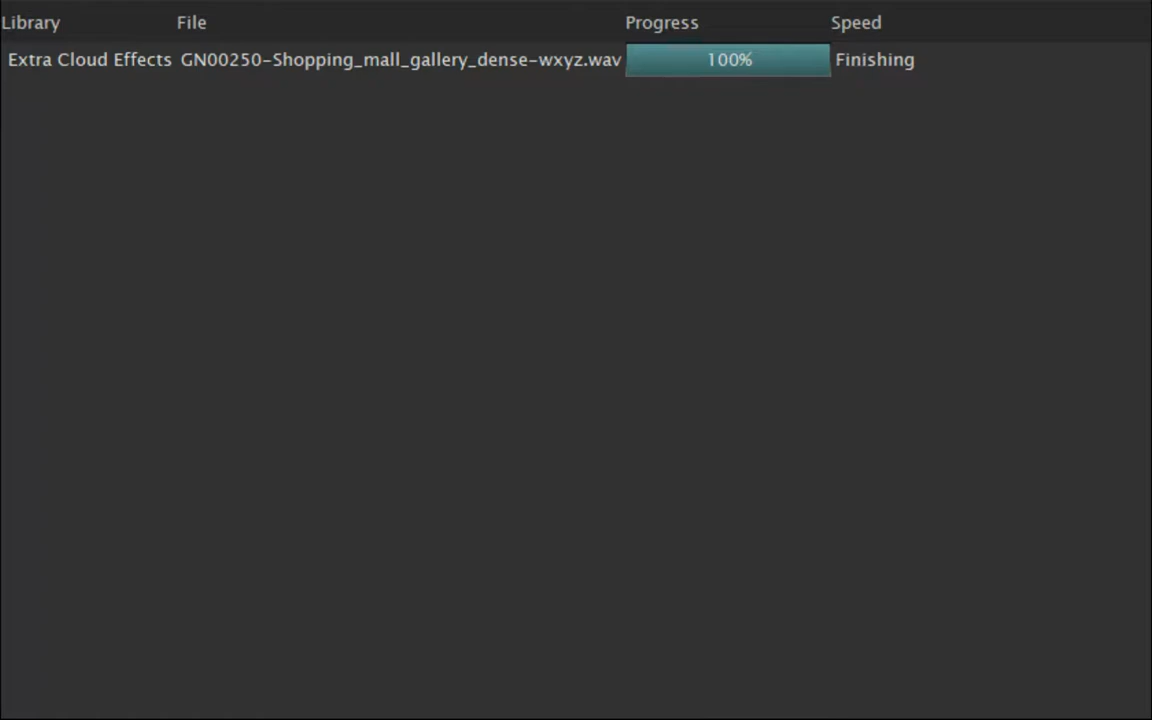 Library File Progress Speed
Extra Cloud Effects GN00250-Shopping_mall_gallery_dense-wxyz.wav 100% Finishing